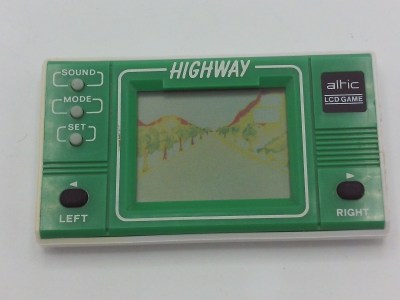 HIGHWAY
SOUND
MODE
SET
altic
LCD GAME
LEFT
RIGHT